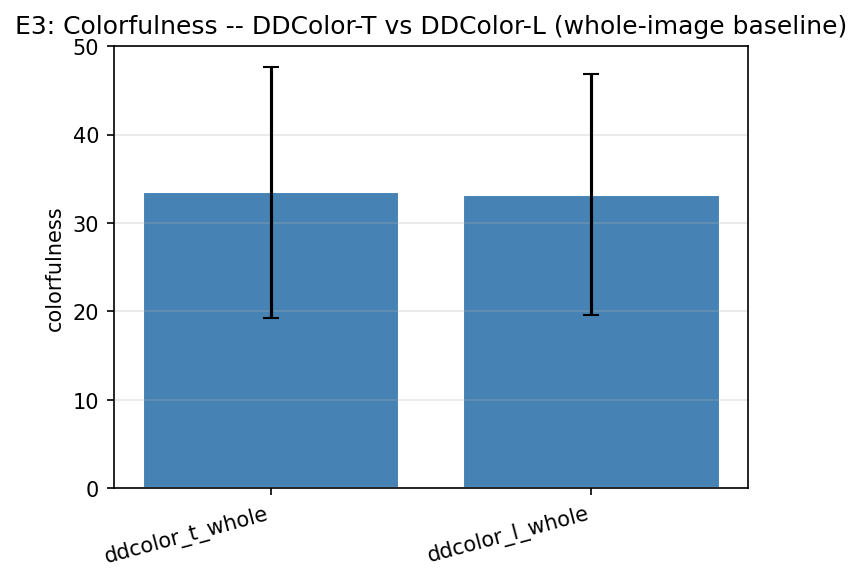 E3: Colorfulness -- DDColor-T vs DDColor-L (whole-image baseline)
50
40
30
20
10
0
colorfulness
ddcolor_t_whole
ddcolor_l_whole